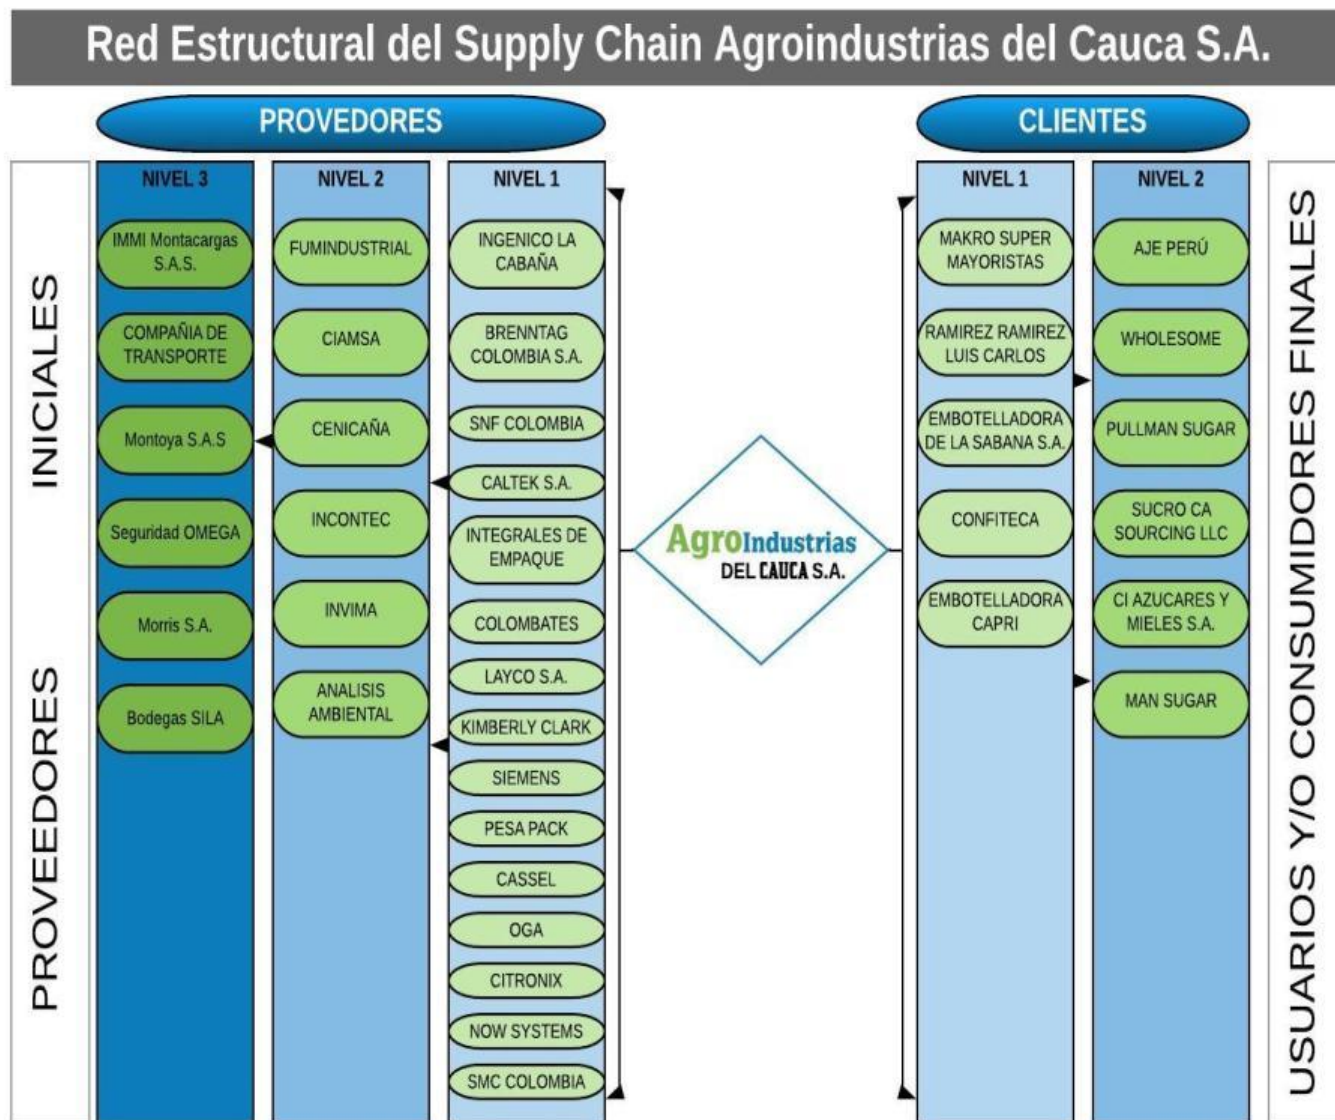 Red Estructural del Supply Chain Agroindustrias del Cauca S.A.
PROVEDORES
CLIENTES
PROVEEDORES INICIALES
NIVEL 3
IMMI Montacargas
S.A.S.
COMPAÑIA DE
TRANSPORTE
Montoya S.A.S
Seguridad OMEGA
Morris S.A.
Bodegas SILA
NIVEL 2
FUMINDUSTRIAL
CIAMSA
CENICAÑA
INCONTEC
INVIMA
ANALISIS
AMBIENTAL
NIVEL 1
INGENICO LA
CABAÑA
BRENNTAG
COLOMBIA S.A.
SNF COLOMBIA
CALTEK S.A.
INTEGRALES DE
EMPAQUE
COLOMBATES
LAYCO S.A.
KIMBERLY CLARK
SIEMENS
PESA PACK
CASSEL
OGA
CITRONIX
NOW SYSTEMS
SMC COLOMBIA
AgroIndustrias
DEL CAUCA S.A.
NIVEL 1
MAKRO SUPER
MAYORISTAS
RAMIREZ RAMIREZ
LUIS CARLOS
EMBOTELLADORA
DE LA SABANA S.A.
CONFITECA
EMBOTELLADORA
CAPRI
NIVEL 2
AJE PERÚ
WHOLESOME
PULLMAN SUGAR
SUCRO CA
SOURCING LLC
CI AZUCARES Y
MIELES S.A.
MAN SUGAR
USUARIOS Y/O CONSUMIDORES FINALES